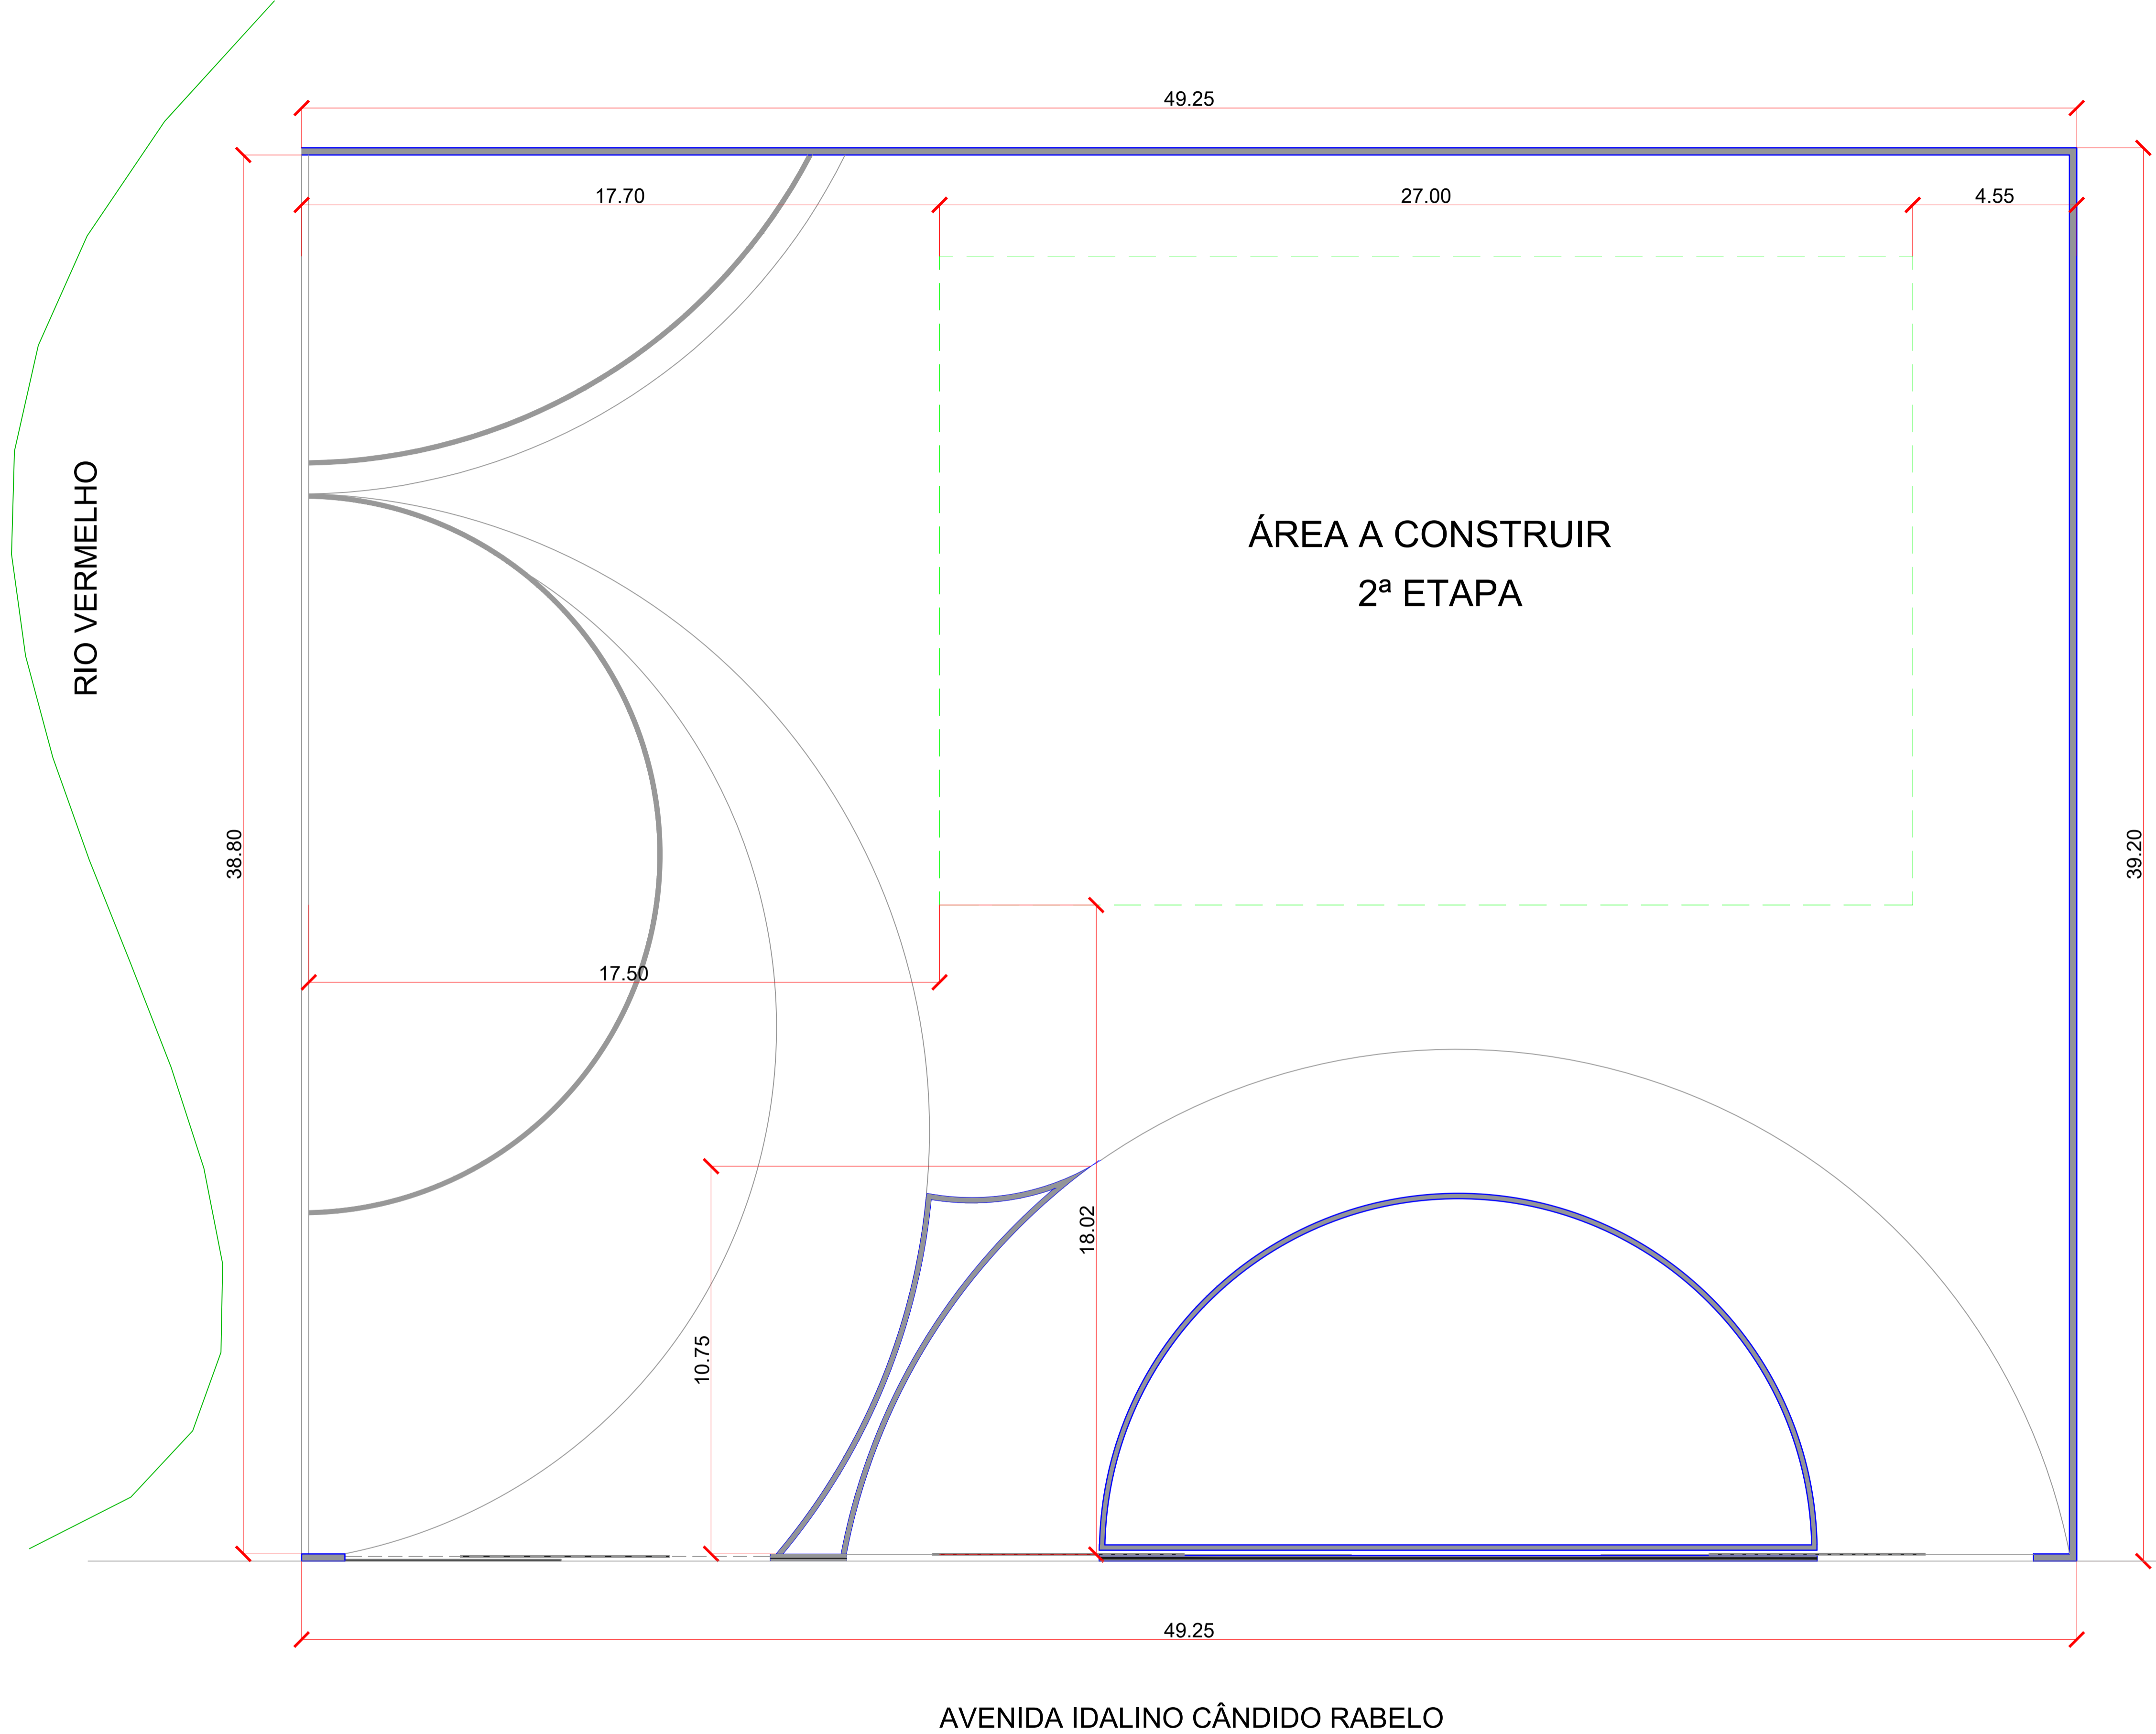 49.25
17.70
27.00
4.55
RIO VERMELHO
ÁREA A CONSTRUIR
2ª ETAPA
38.80
39.20
17.50
18.02
10.75
49.25
AVENIDA IDALINO CÂNDIDO RABELO